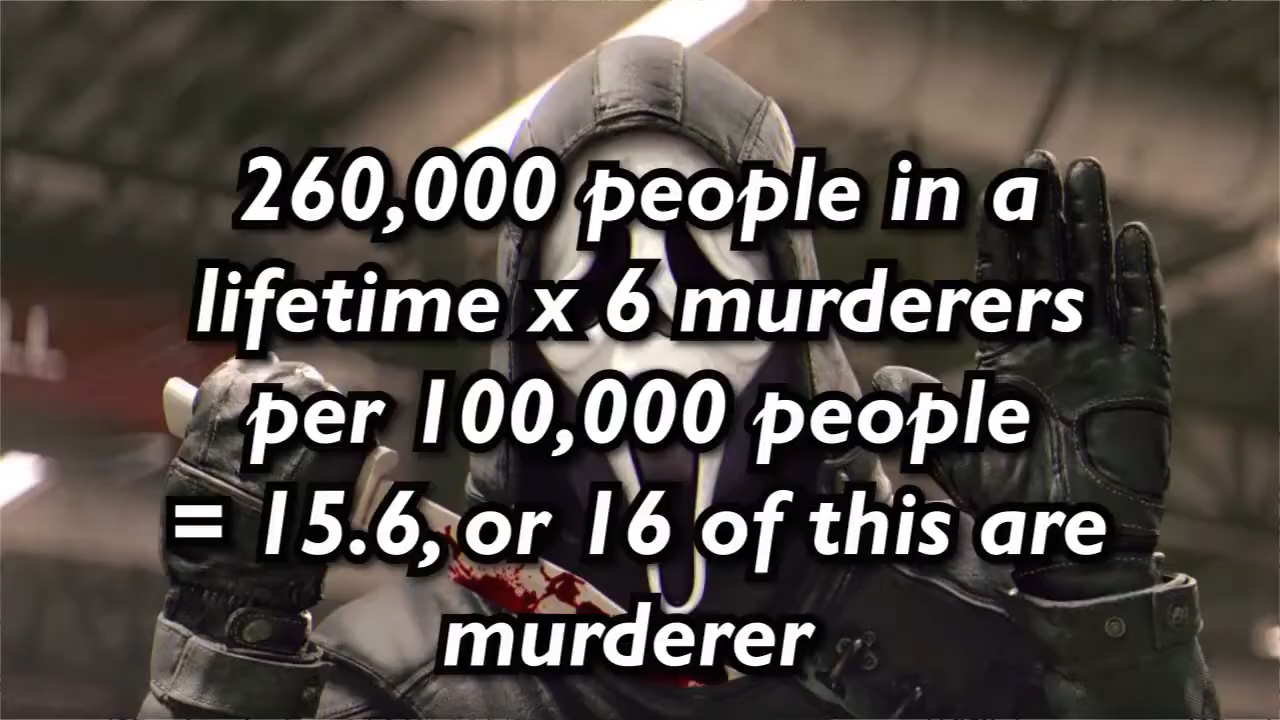 260,000 people in a
lifetime x 6 murderers
per 100,000 people
= 15.6, or 16 of this are
murderer